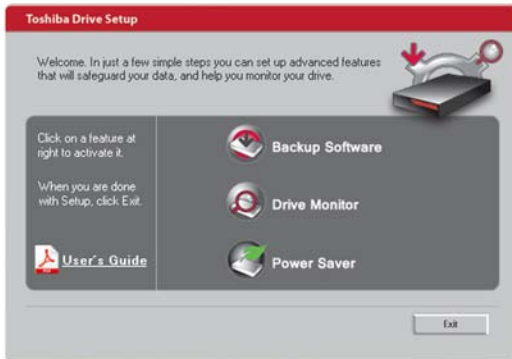 Toshiba Drive Setup
Welcome. In just a few simple steps you can set up advanced features
that will safeguard your data, and help you monitor your drive.
Click on a feature at
right to activate it.
When you are done
with Setup, click Exit.
User's Guide
Backup Software
Drive Monitor
Power Saver
Exit